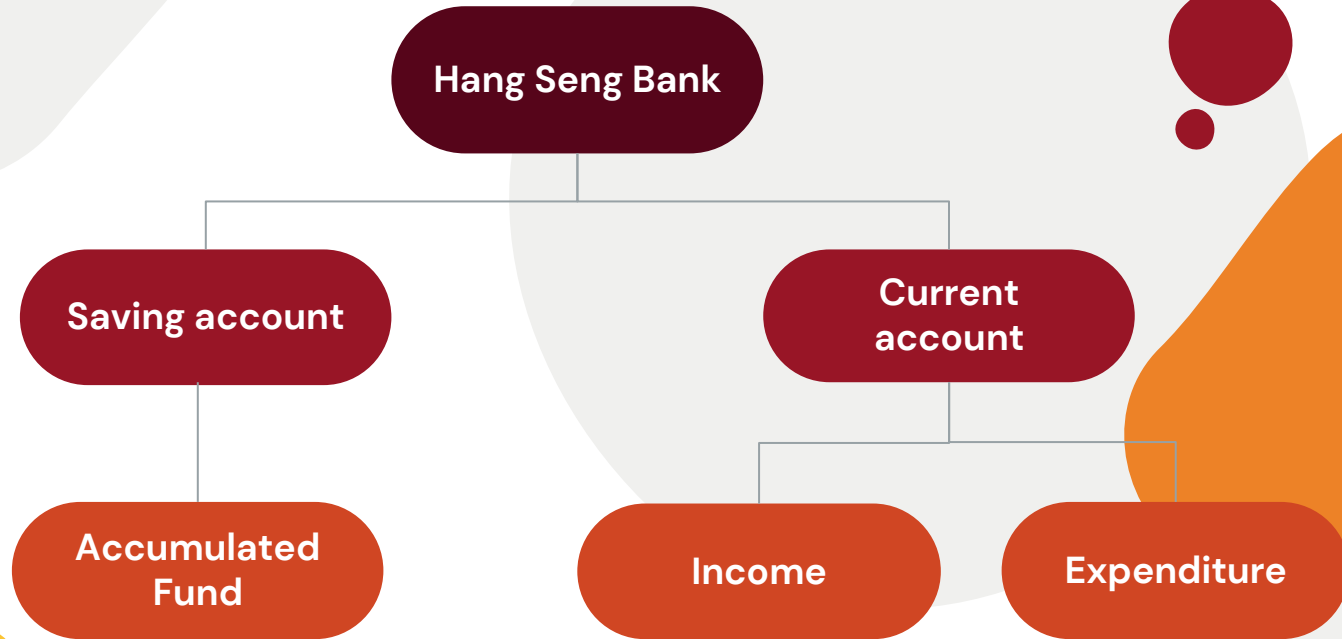 Hang Seng Bank
Saving account
Current
account
Accumulated
Fund
Income
Expenditure